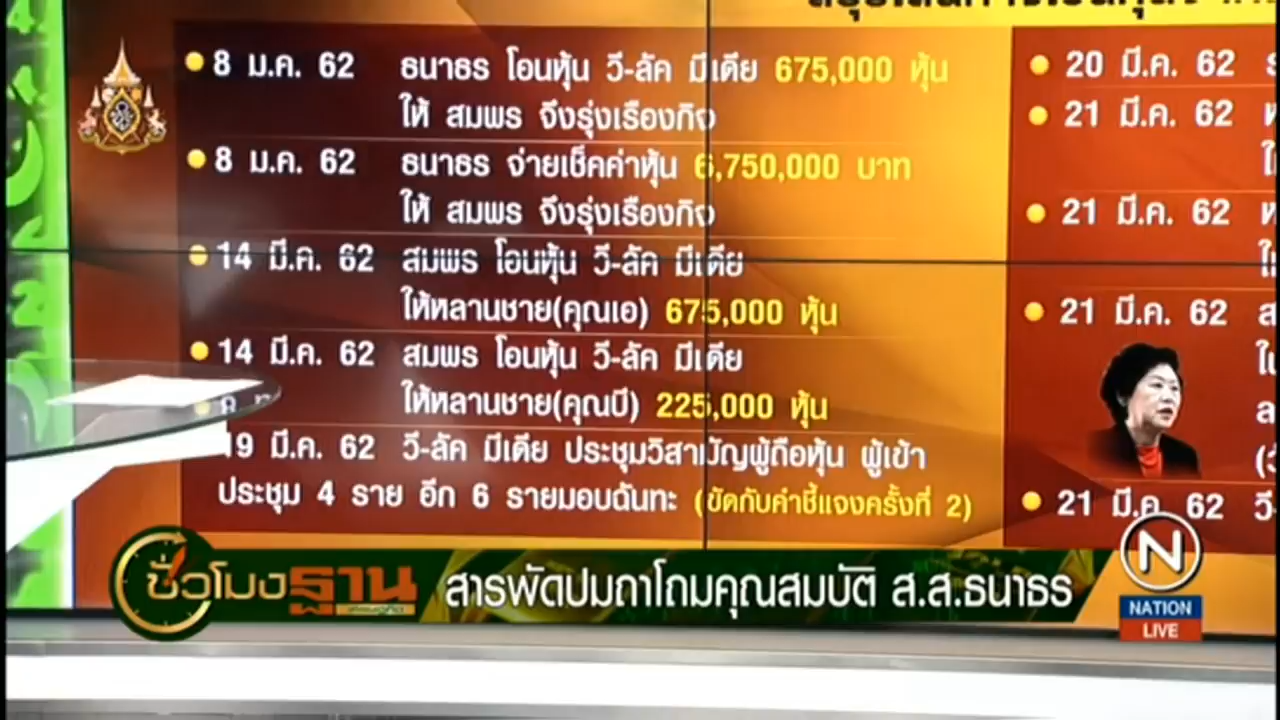 8 ม.ค. 62 ธนาธร โอนหุ้น วี-ลัค มีเดีย 675,000 หุ้น
ให้ สมพร จึงรุ่งเรืองกิจ
8 ม.ค. 62 ธนาธร จ่ายเช็คค่าหุ้น 6,750,000 บาท
ให้ สมพร จึงรุ่งเรืองกิจ
14 มี.ค. 62 สมพร โอนหุ้น วี-ลัค มีเดีย
ให้หลานชาย(คุณเอ) 675,000 หุ้น
14 มี.ค. 62 สมพร โอนหุ้น วี-ลัค มีเดีย
ให้หลานชาย(คุณบี) 225,000 หุ้น
19 มี.ค. 62 วี-ลัค มีเดีย ประชุมวิสามัญผู้ถือหุ้น ผู้เข้า
ประชุม 4 ราย อีก 6 รายมอบฉันทะ (ขัดกับคำชี้แจงครั้งที่ 2)
20 มี.ค. 62
21 มี.ค. 62
21 มี.ค. 62
21 มี.ค. 62
21 มี.ค. 62
ชั่วโมงฐาน
สารพัดปมถาโถมคุณสมบัติ ส.ส.ธนาธร
N
NATION
LIVE